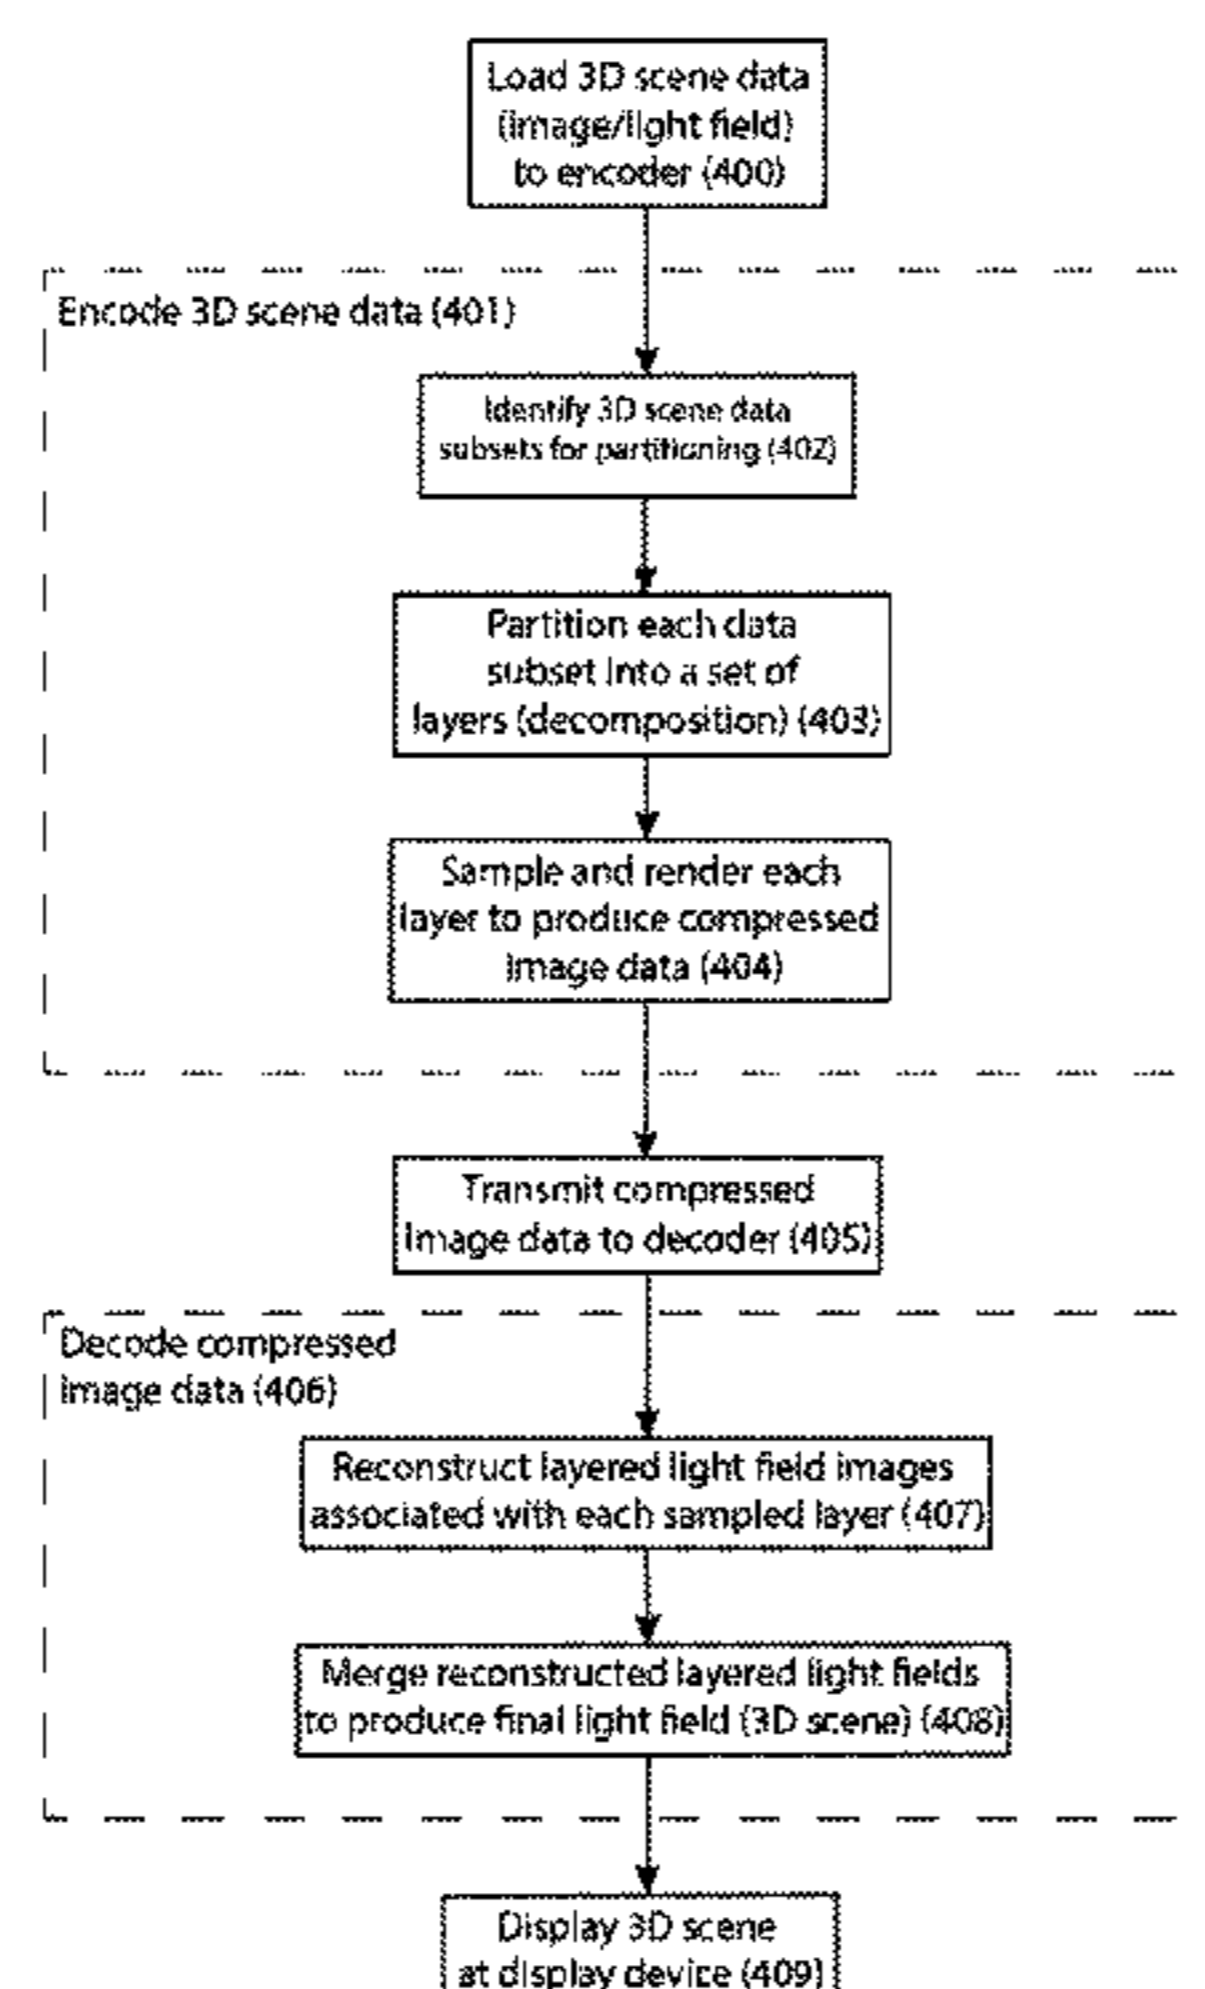 Load 3D scene data
(image/light field)
to encoder (400)
Encode 3D scene data (401)
Identify 3D scene data
subsets for partitioning (402)
Partition each data
subset into a set of
layers (decomposition) (403)
Sample and render each
layer to produce compressed
image data (404)
Transmit compressed
image data to decoder (405)
Decode compressed
image data (406)
Reconstruct layered light field images
associated with each sampled layer (407)
Merge reconstructed layered light fields
to produce final light field (3D scene) (408)
Display 3D scene
at display device (409)